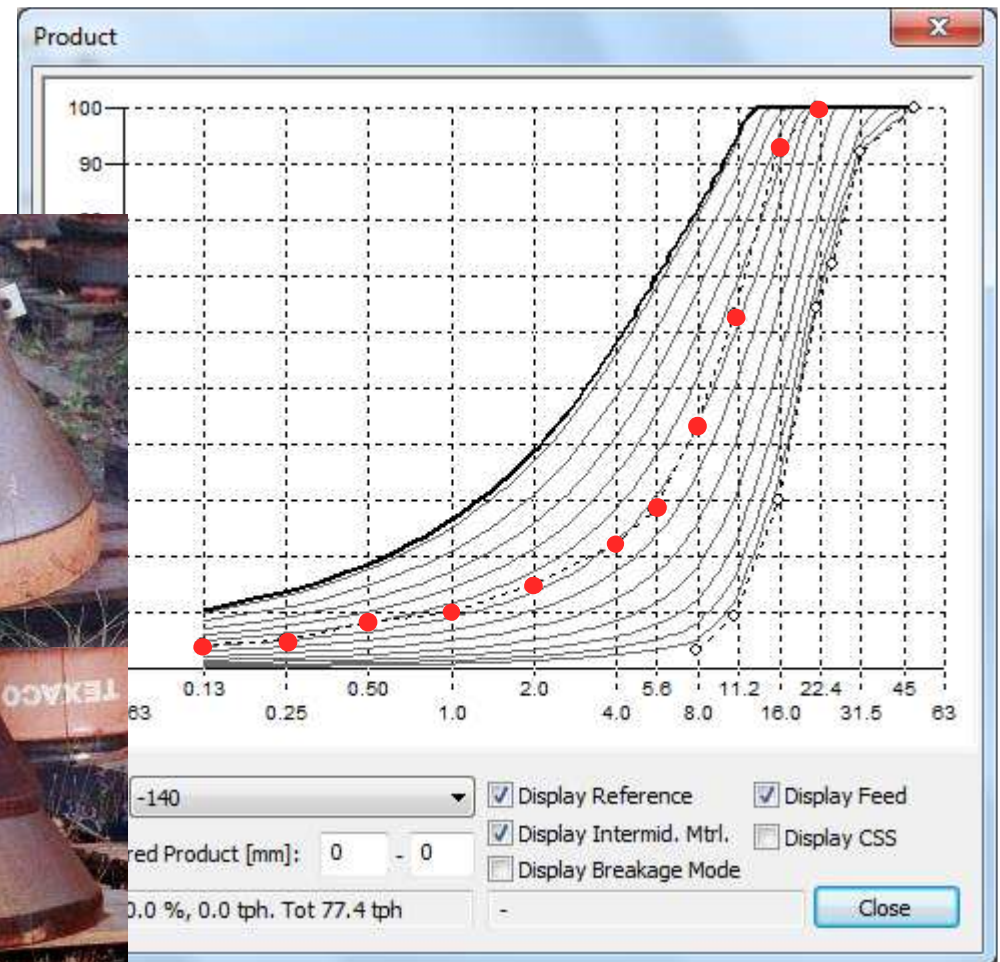 Product
100
90
0.13 0.50 2.0 5.6 11.2 22.4 45
63 0.25 1.0 4.0 8.0 16.0 31.5 63
TEXACO
-140
Display Reference
Display Feed
Display Intermid. Mtrl.
Display CSS
red Product [mm]: 0 - 0
Display Breakage Mode
0.0 %, 0.0 tph. Tot 77.4 tph
-
Close